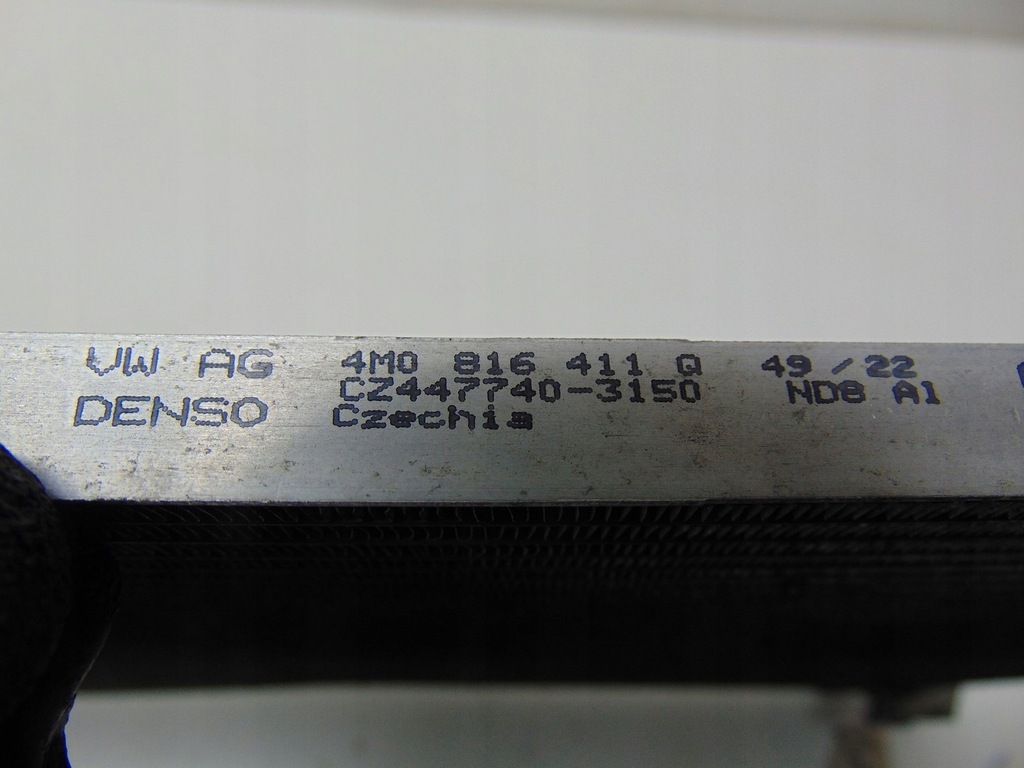 VW AG 4M0 816 411 Q 49 / 22
CZ447740-3150 ND8 A1
DENSO Czechia